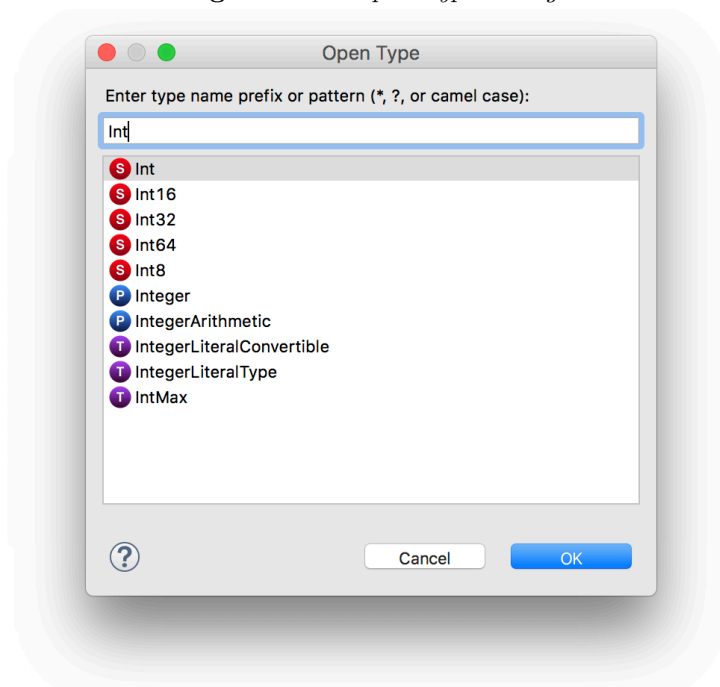 Open Type
Enter type name prefix or pattern (*, ?, or camel case):
Int
S Int
S Int16
S Int32
S Int64
S Int8
P Integer
P IntegerArithmetic
T IntegerLiteralConvertible
T IntegerLiteralType
T IntMax
? Cancel OK